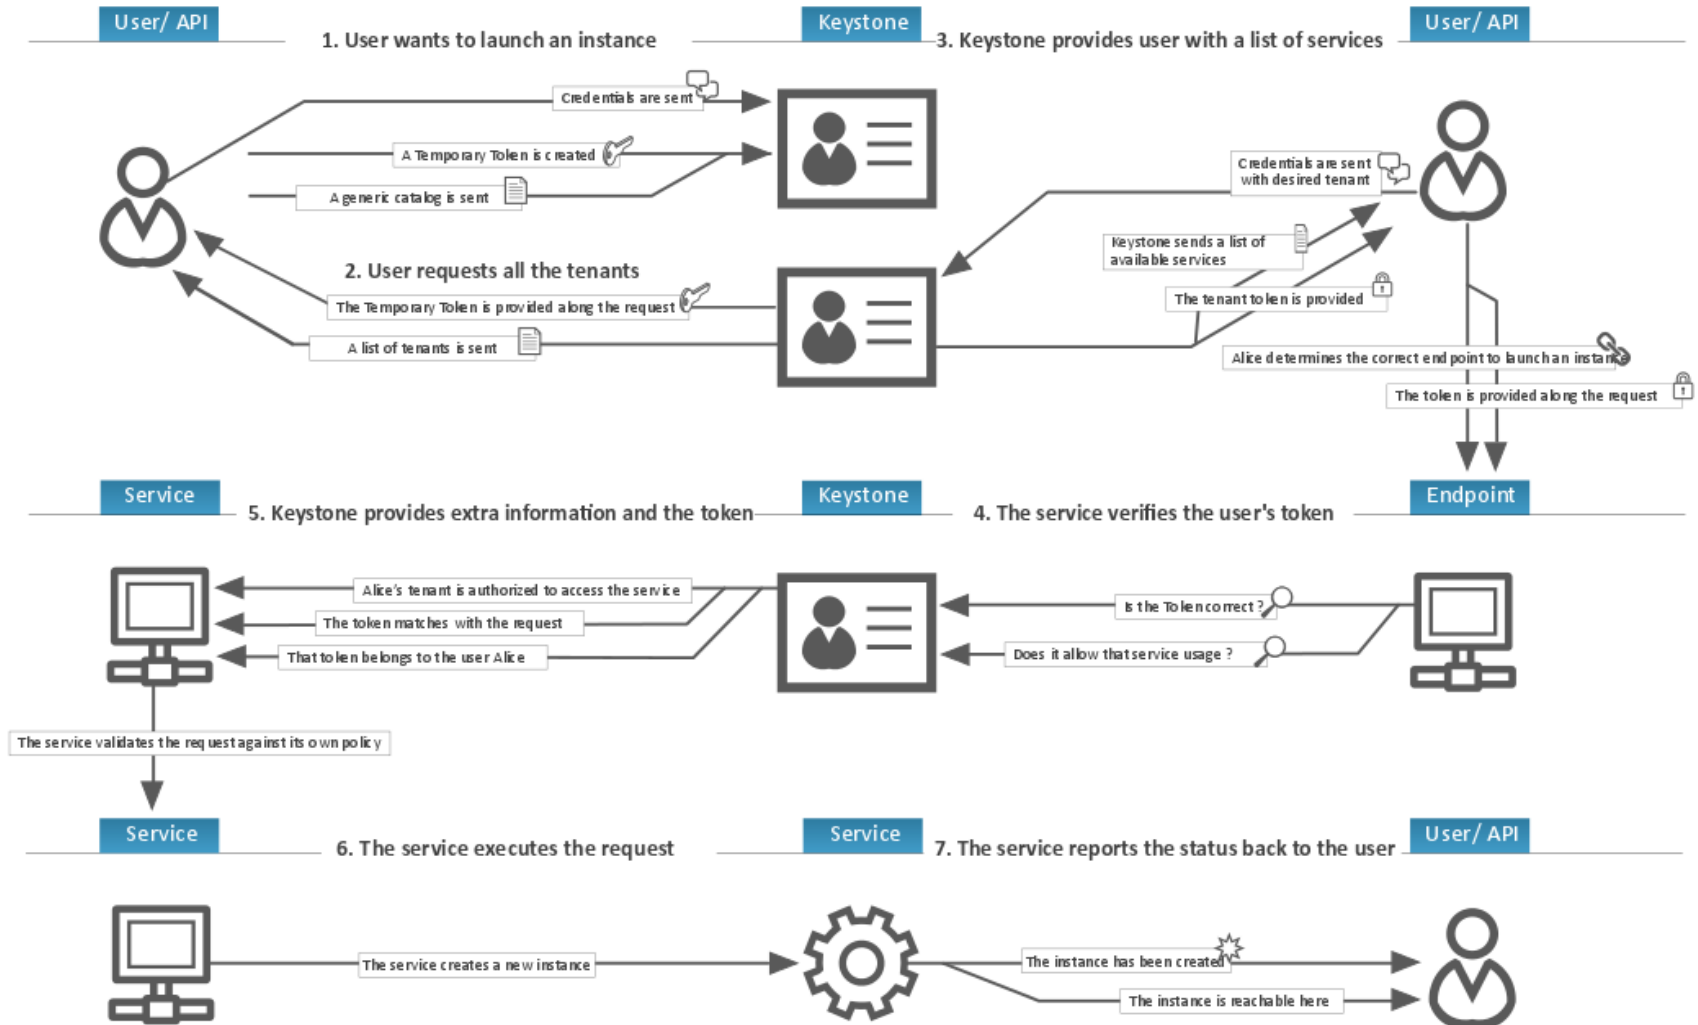 User/ API
Keystone
User/ API
1. User wants to launch an instance
3. Keystone provides user with a list of services
Credentials are sent
A Temporary Token is created
A generic catalog is sent
2. User requests all the tenants
The Temporary Token is provided along the request
A list of tenants is sent
Credentials are sent
with desired tenant
Keystone sends a list of
available services
The tenant token is provided
Alice determines the correct endpoint to launch an instance
The token is provided along the request
Service
Keystone
Endpoint
5. Keystone provides extra information and the token
4. The service verifies the user's token
Alice's tenant is authorized to access the service
The token matches with the request
That token belongs to the user Alice
Is the Token correct ?
Does it allow that service usage ?
The service validates the request against its own policy
Service
Service
User/ API
6. The service executes the request
7. The service reports the status back to the user
The service creates a new instance
The instance has been created
The instance is reachable here